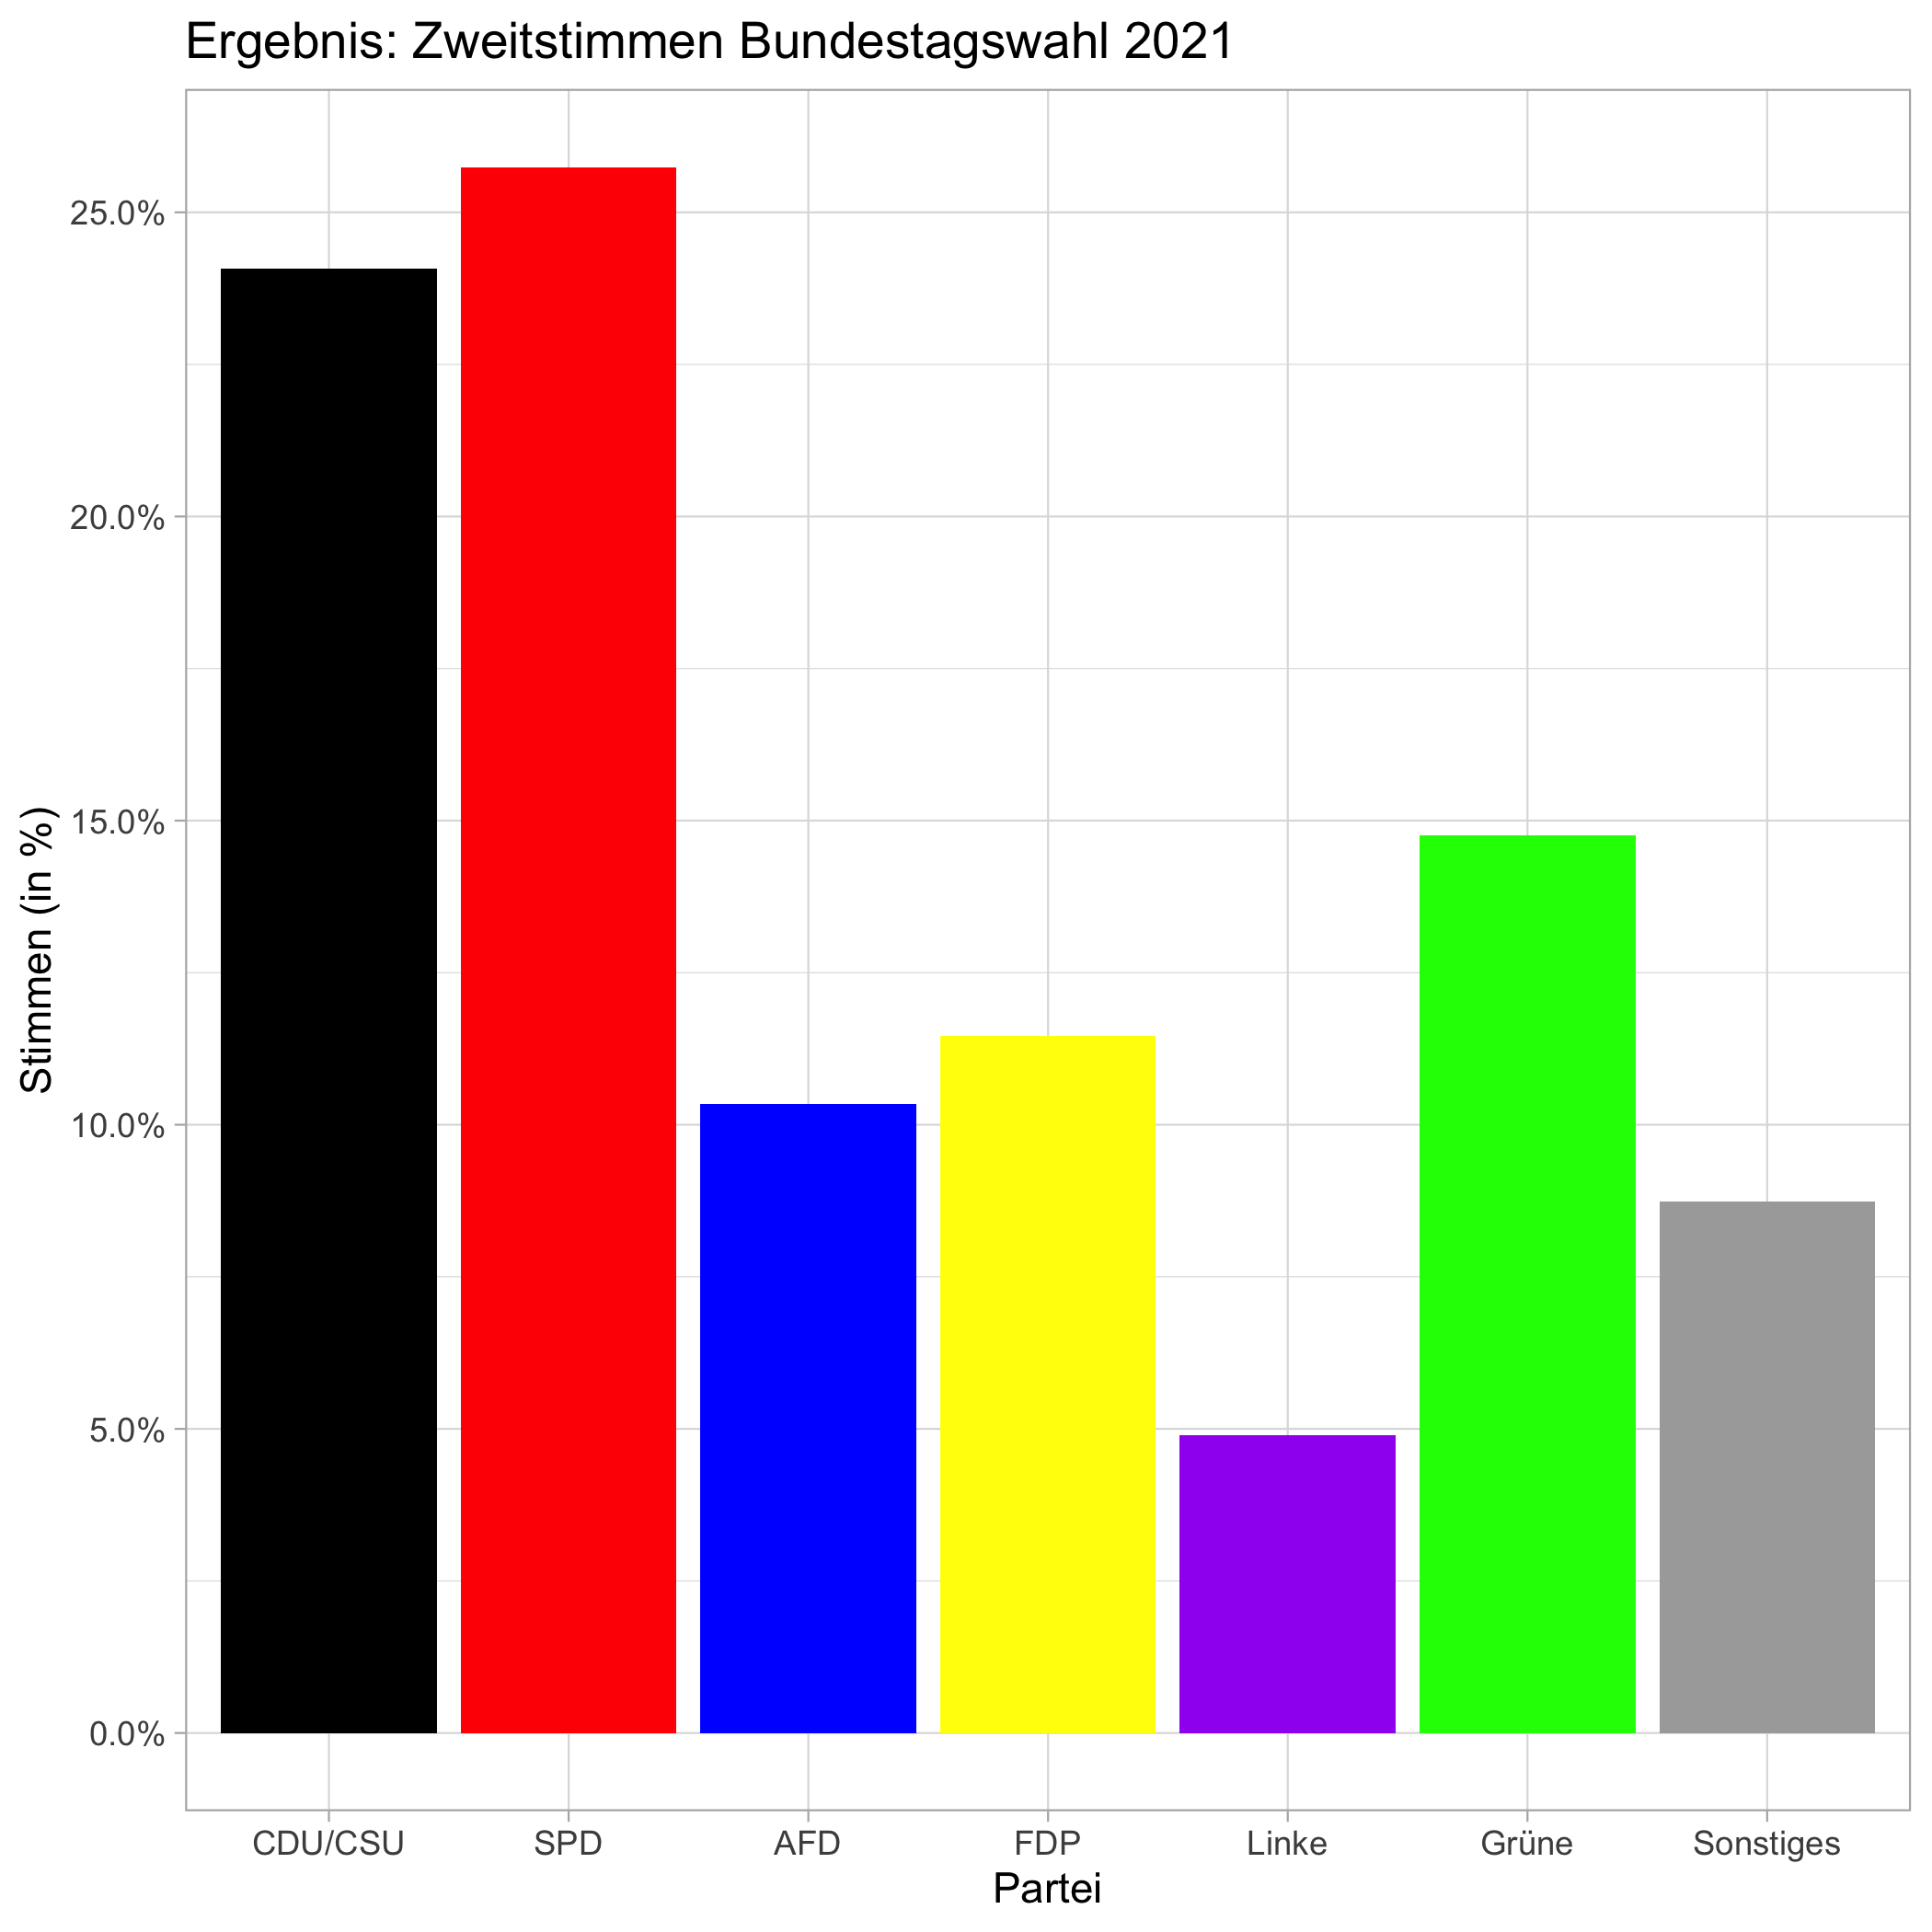 Ergebnis: Zweitstimmen Bundestagswahl 2021
Stimmen (in %)
25.0%
20.0%
15.0%
10.0%
5.0%
0.0%
CDU/CSU SPD AFD FDP Linke Grüne Sonstiges
Partei